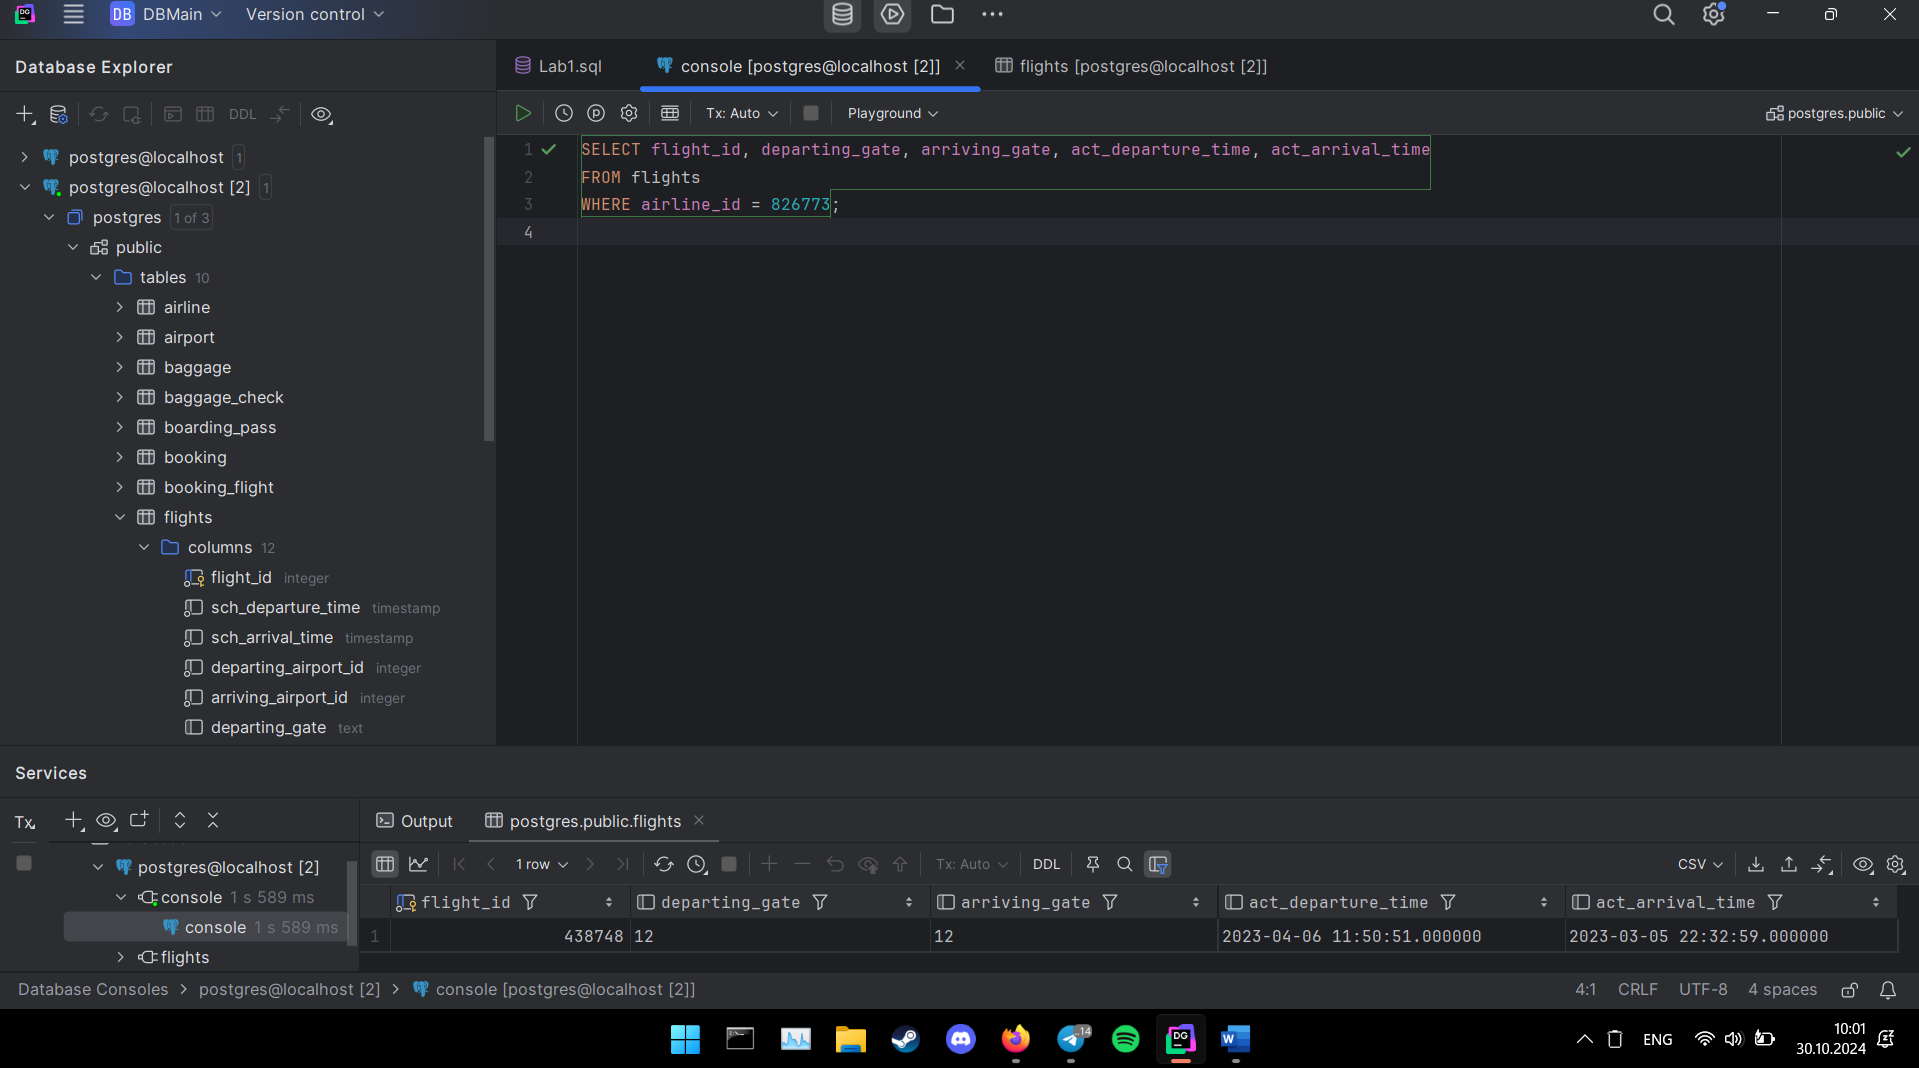 DB DBMain Version control
Database Explorer
Lab1.sql console [postgres@localhost [2]] flights [postgres@localhost [2]]
DDL
Tx: Auto Playground postgres.public
postgres@localhost 1
postgres@localhost [2] 1
postgres 1 of 3
public
tables 10
airline
airport
baggage
baggage_check
boarding_pass
booking
booking_flight
flights
columns 12
flight_id integer
sch_departure_time timestamp
sch_arrival_time timestamp
departing_airport_id integer
arriving_airport_id integer
departing_gate text
1 SELECT flight_id, departing_gate, arriving_gate, act_departure_time, act_arrival_time
2 FROM flights
3 WHERE airline_id = 826773;
4
Services
Tx
postgres@localhost [2]
console 1 s 589 ms
console 1 s 589 ms
flights
Output postgres.public.flights
1 row Tx: Auto DDL CSV
flight_id departing_gate arriving_gate act_departure_time act_arrival_time
1 438748 12 12 2023-04-06 11:50:51.000000 2023-03-05 22:32:59.000000
Database Consoles postgres@localhost [2] console [postgres@localhost [2]] 4:1 CRLF UTF-8 4 spaces
..14 DG W ENG 10:01
30.10.2024